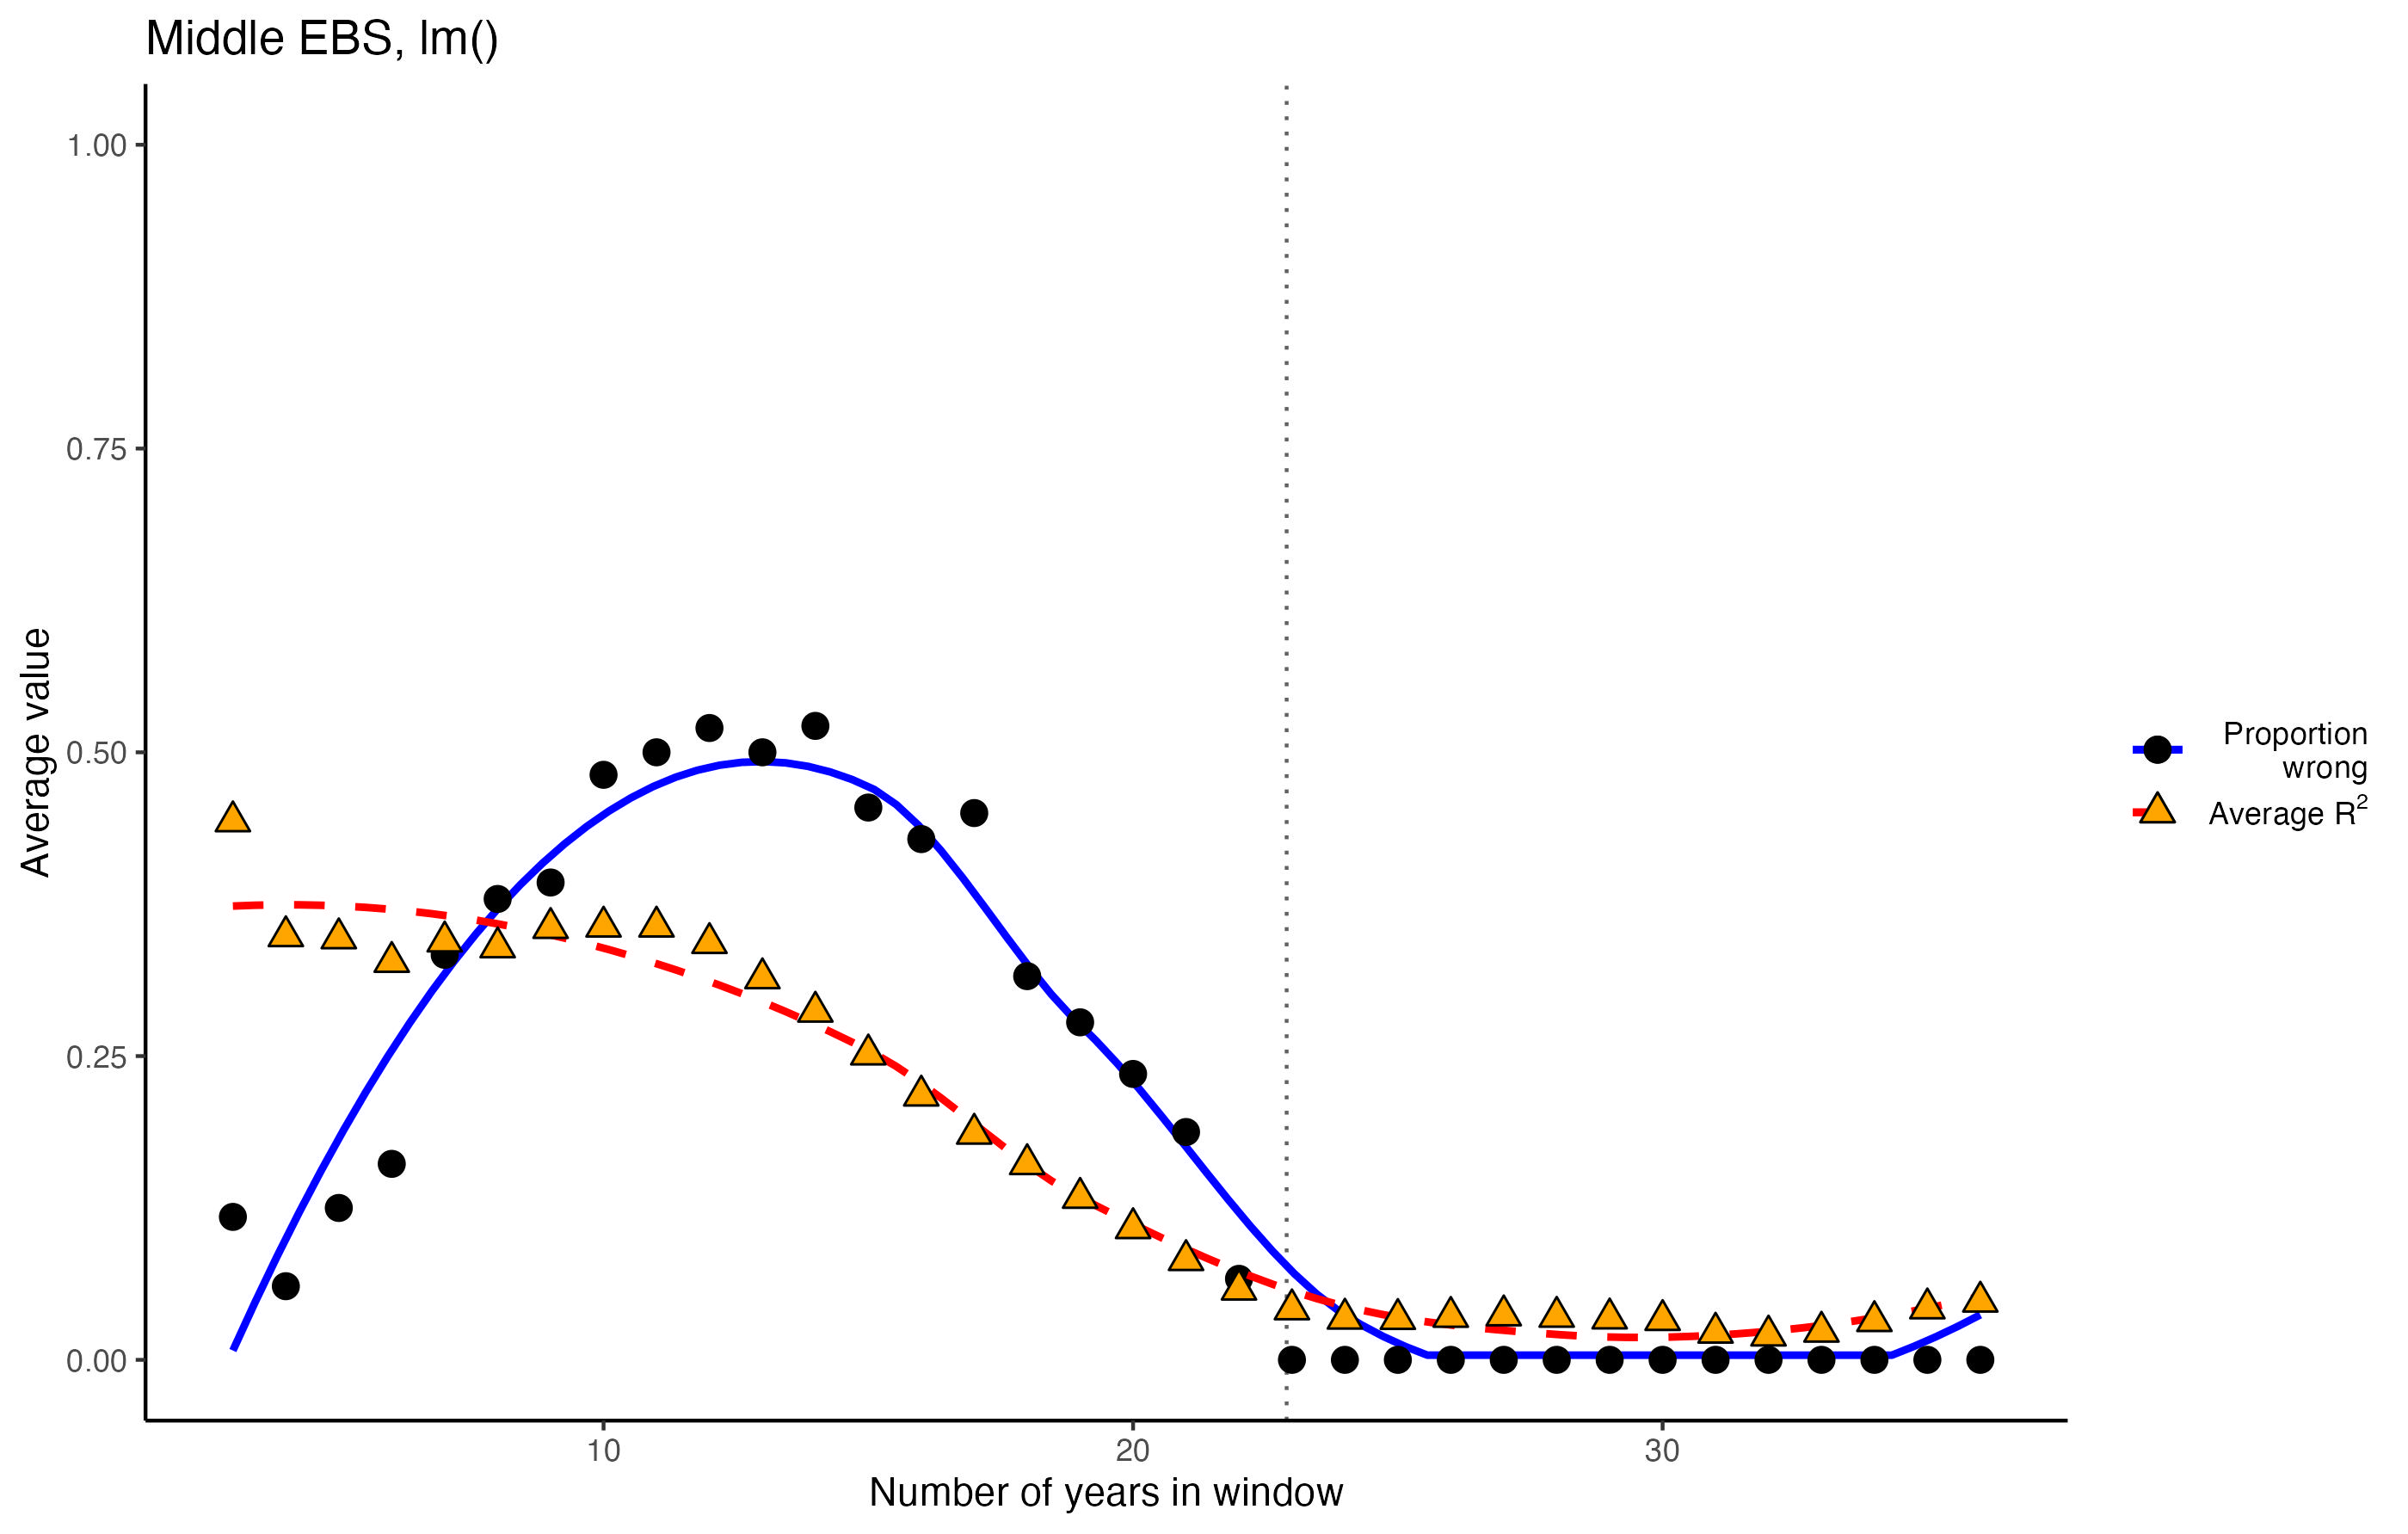 Middle EBS, lm()
1.00
0.75
0.50
0.25
0.00
Average value
10
20
30
Number of years in window
Proportion
wrong
Average R²